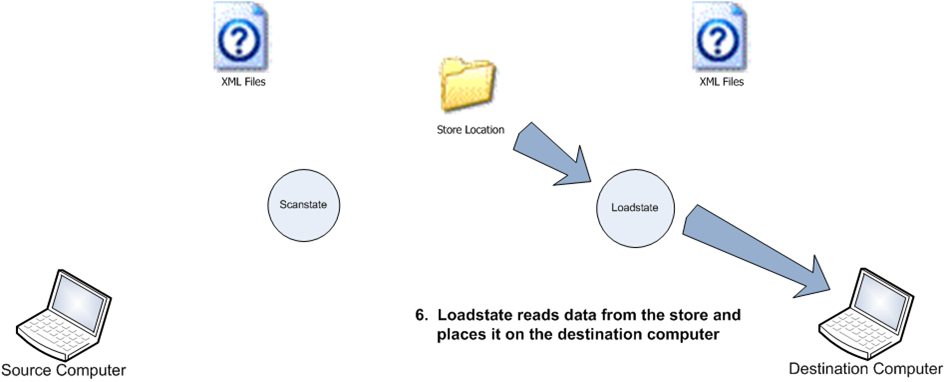 XML Files
XML Files
Store Location
Scanstate
Loadstate
6. Loadstate reads data from the store and
places it on the destination computer
Source Computer
Destination Computer